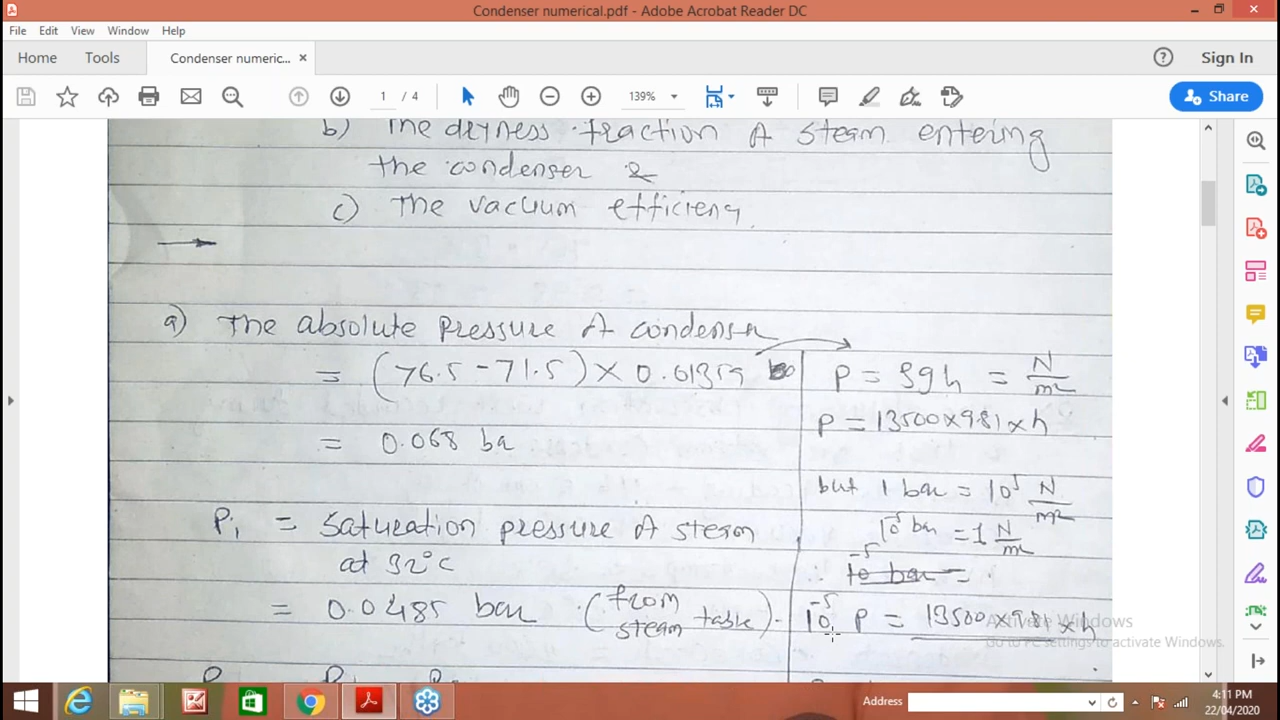 Condenser numerical.pdf - Adobe Acrobat Reader DC
File Edit View Window Help
Home Tools Condenser numeric... × Sign In
1 / 4 139% Share
b) The dryness fraction of steam entering
the condenser &
c) The vacuum efficiency.
a) The absolute pressure of condenser
= (76.5 - 71.5) × 0.01359
= 0.068 bar
P = ρgh = N/m²
P = 13500×9.81×h
but 1 bar = 10⁵ N/m²
10⁻⁵ bar = 1 N/m²
10⁻⁵ bar =
10⁻⁵ P = 13500×9.81×h
P₁ = Saturation pressure of steam
at 32°c
= 0.0485 bar (from steam table).
Activate Windows
Go to PC settings to activate Windows.
Address
4:11 PM
22/04/2020